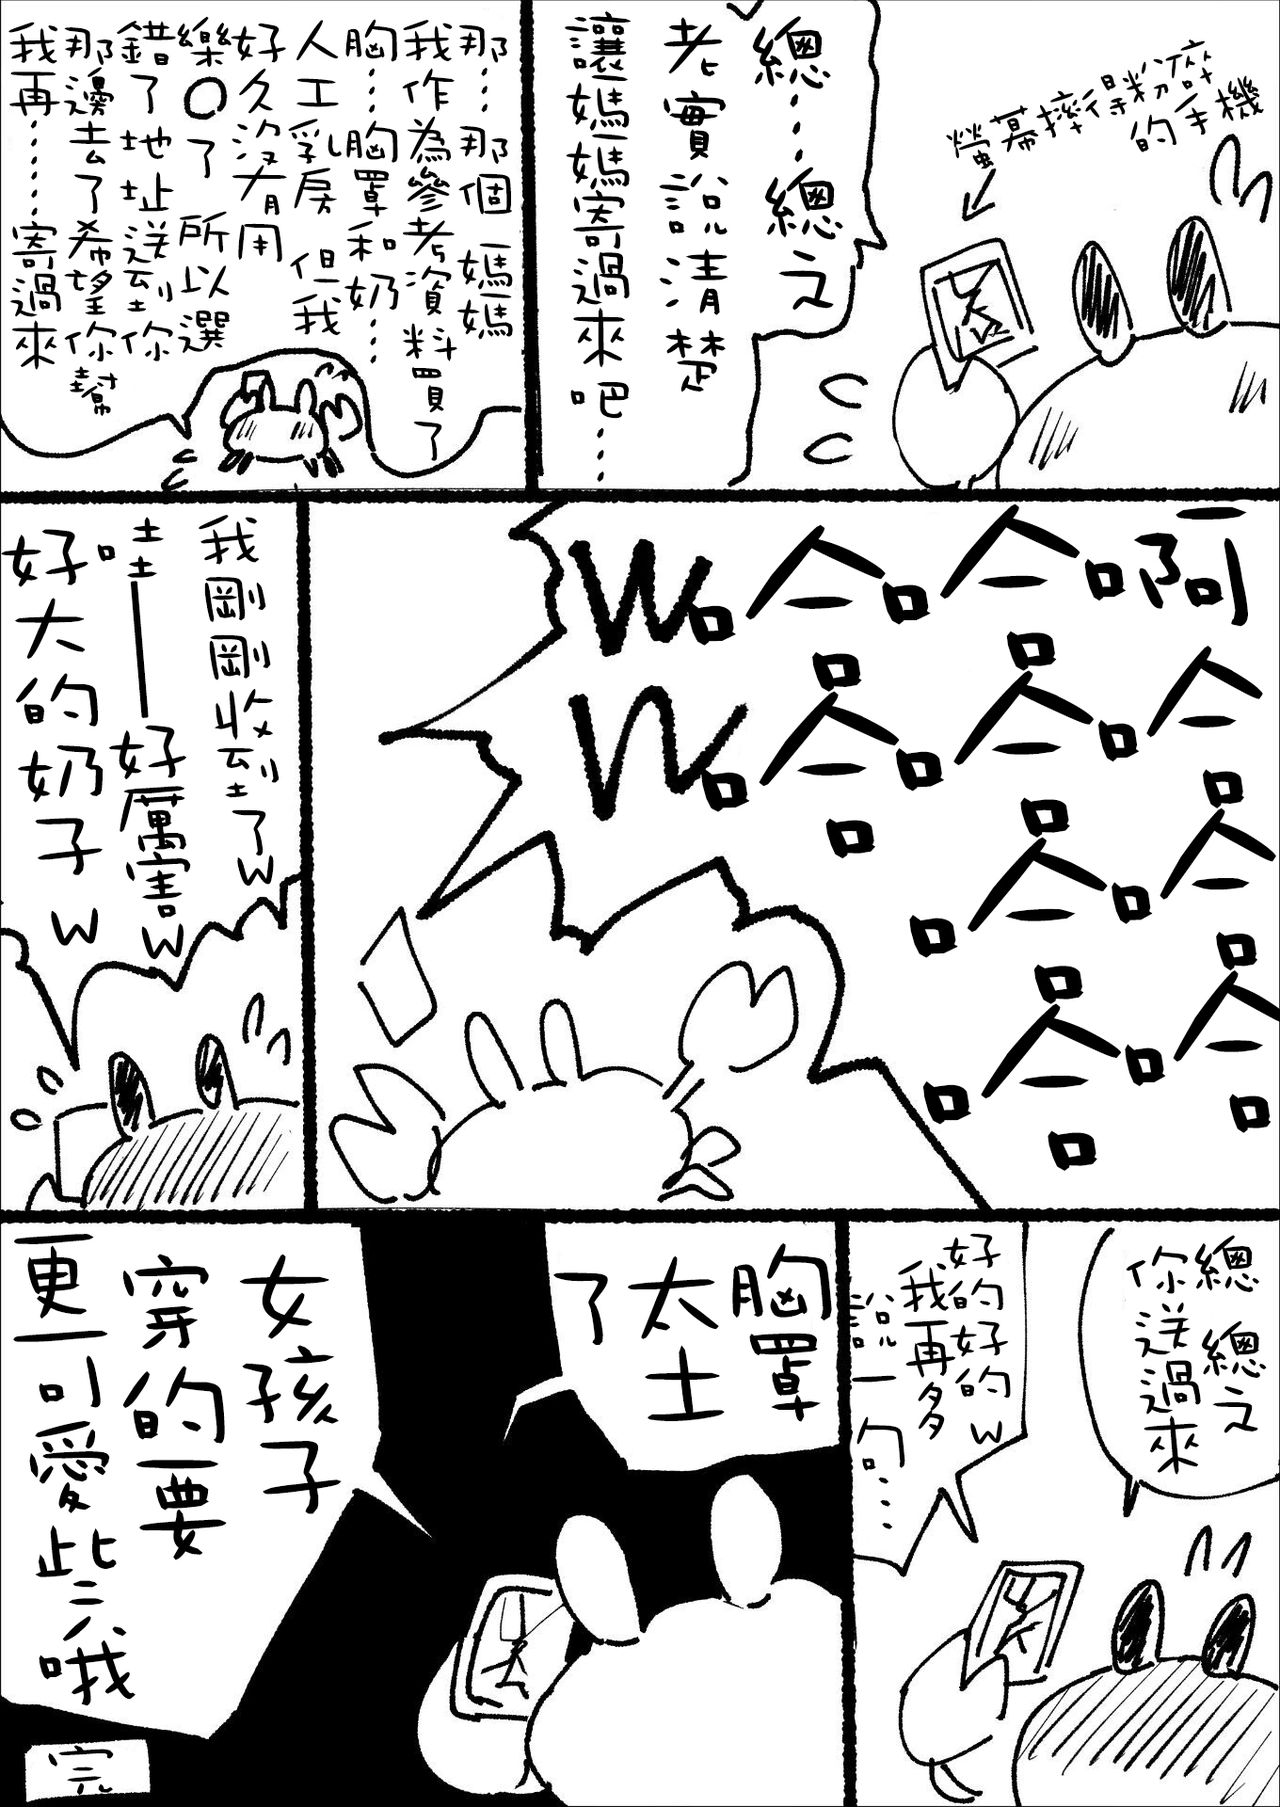 螢幕摔得粉碎
的手機
總…總之
老實說清楚
讓媽媽寄過來吧……
那…那個 媽媽
我作為參考資料買了
胸…胸罩和奶……
人工乳房 但我
好久沒有用
樂〇了 所以選
錯了地址送到你
那邊去了希望你幫
我再……寄過來
啊哈哈哈哈哈哈哈哈哈哈哈哈哈哈哈哈哈哈
WW
我剛剛收到了w
哇——好厲害w
好大的奶子w
總 總之
你送過來
好的好的w
我再多
說一句…
胸罩
太土
了
女孩子
穿的要
更可愛些哦
完